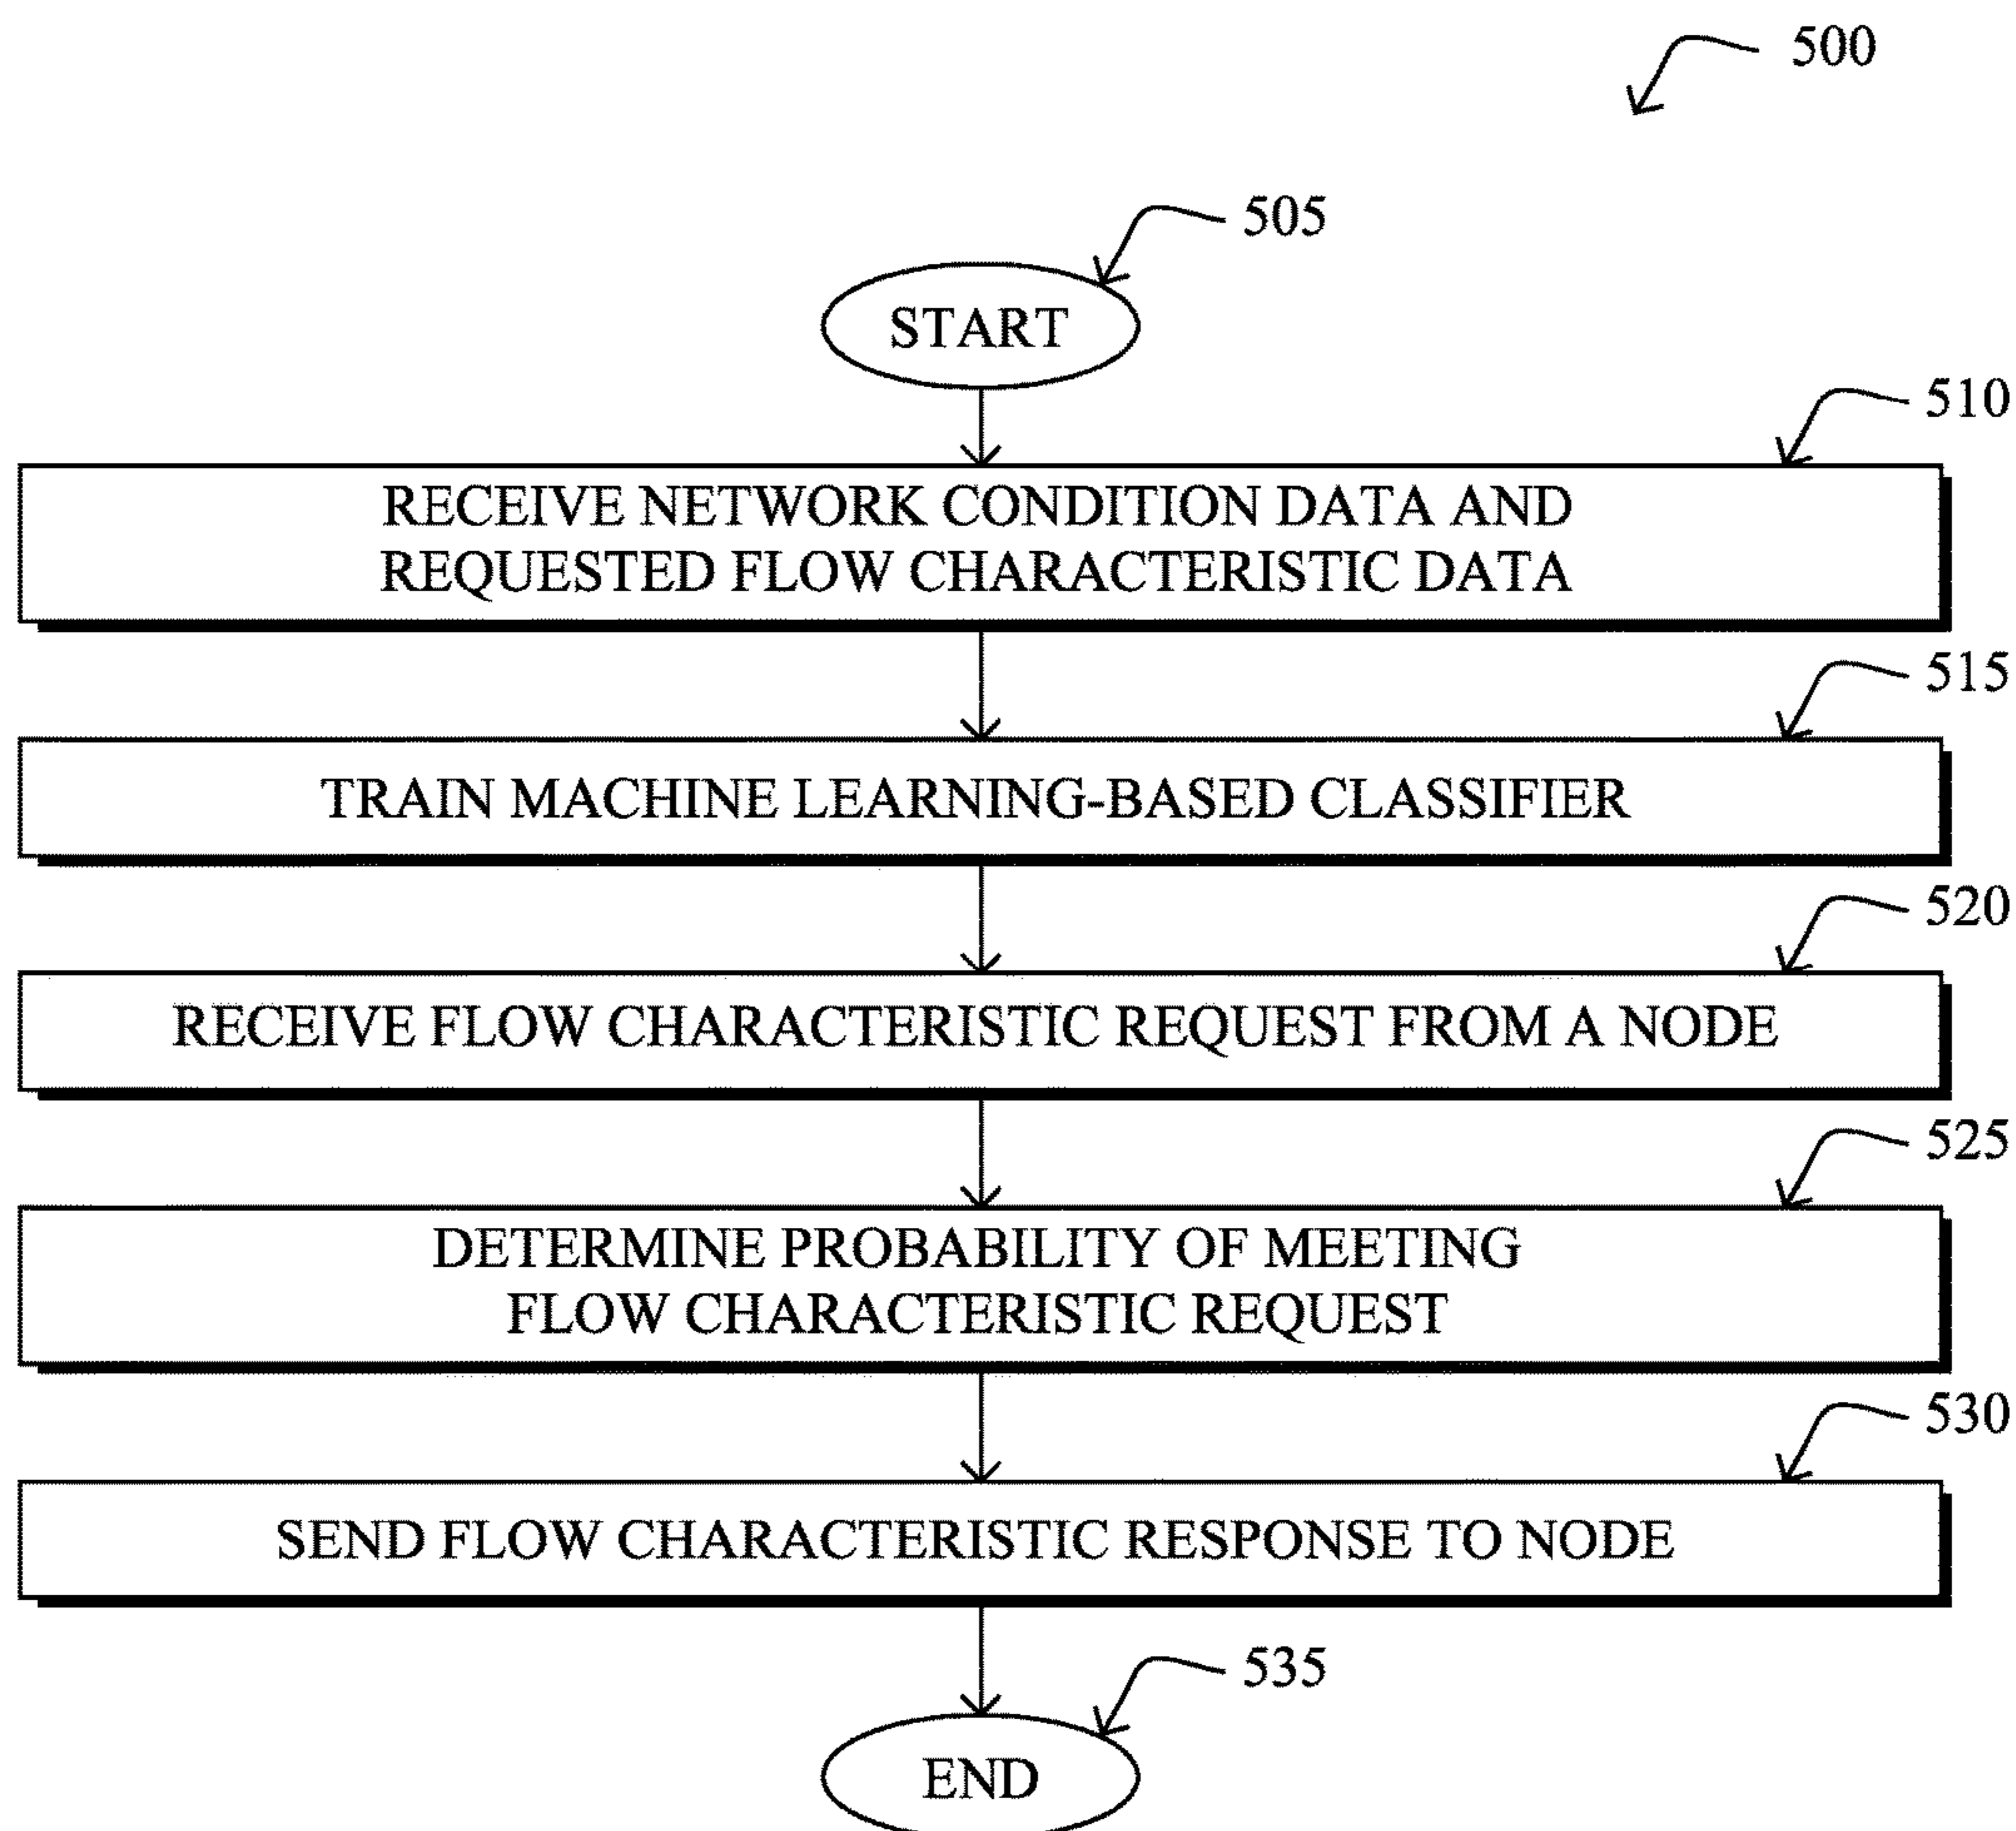 500
505
START
510
RECEIVE NETWORK CONDITION DATA AND
REQUESTED FLOW CHARACTERISTIC DATA
515
TRAIN MACHINE LEARNING-BASED CLASSIFIER
520
RECEIVE FLOW CHARACTERISTIC REQUEST FROM A NODE
525
DETERMINE PROBABILITY OF MEETING
FLOW CHARACTERISTIC REQUEST
530
SEND FLOW CHARACTERISTIC RESPONSE TO NODE
535
END